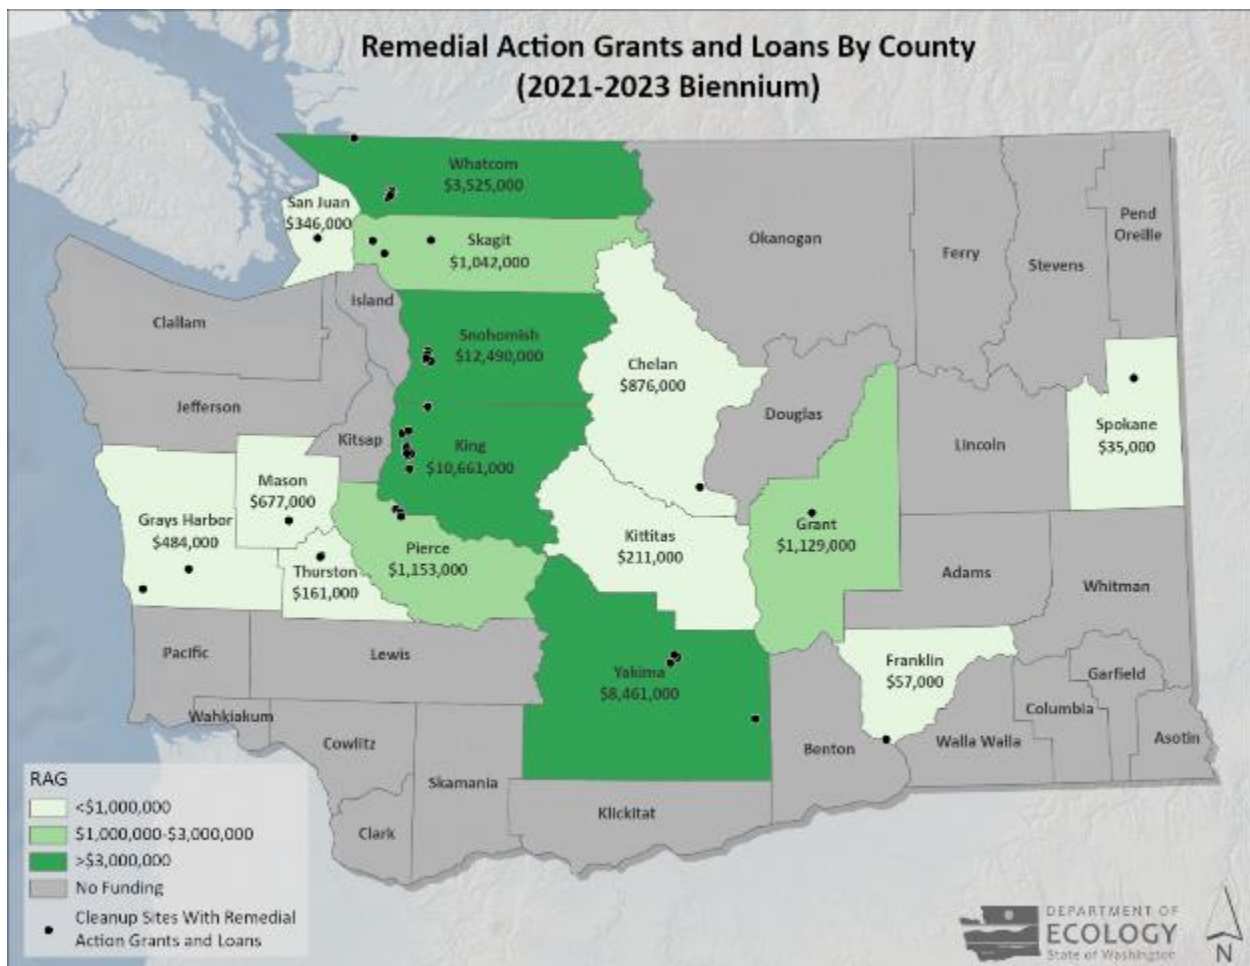 Remedial Action Grants and Loans By County
(2021-2023 Biennium)
Whatcom
$3,525,000
San Juan
$346,000
Skagit
$1,042,000
Okanogan
Ferry
Stevens
Pend
Oreille
Island
Clallam
Snohomish
$12,490,000
Chelan
$876,000
Jefferson
Kitsap
King
$10,661,000
Douglas
Lincoln
Spokane
$35,000
Mason
$677,000
Grays Harbor
$484,000
Thurston
$161,000
Pierce
$1,153,000
Kittitas
$211,000
Grant
$1,129,000
Adams
Whitman
Pacific
Lewis
Yakima
$8,461,000
Franklin
$57,000
Garfield
Columbia
Wahkiakum
Cowlitz
Skamania
Benton
Walla Walla
Asotin
Clark
Klickitat
RAG
<$1,000,000
$1,000,000-$3,000,000
>$3,000,000
No Funding
Cleanup Sites With Remedial
Action Grants and Loans
DEPARTMENT OF
ECOLOGY
State of Washington
N